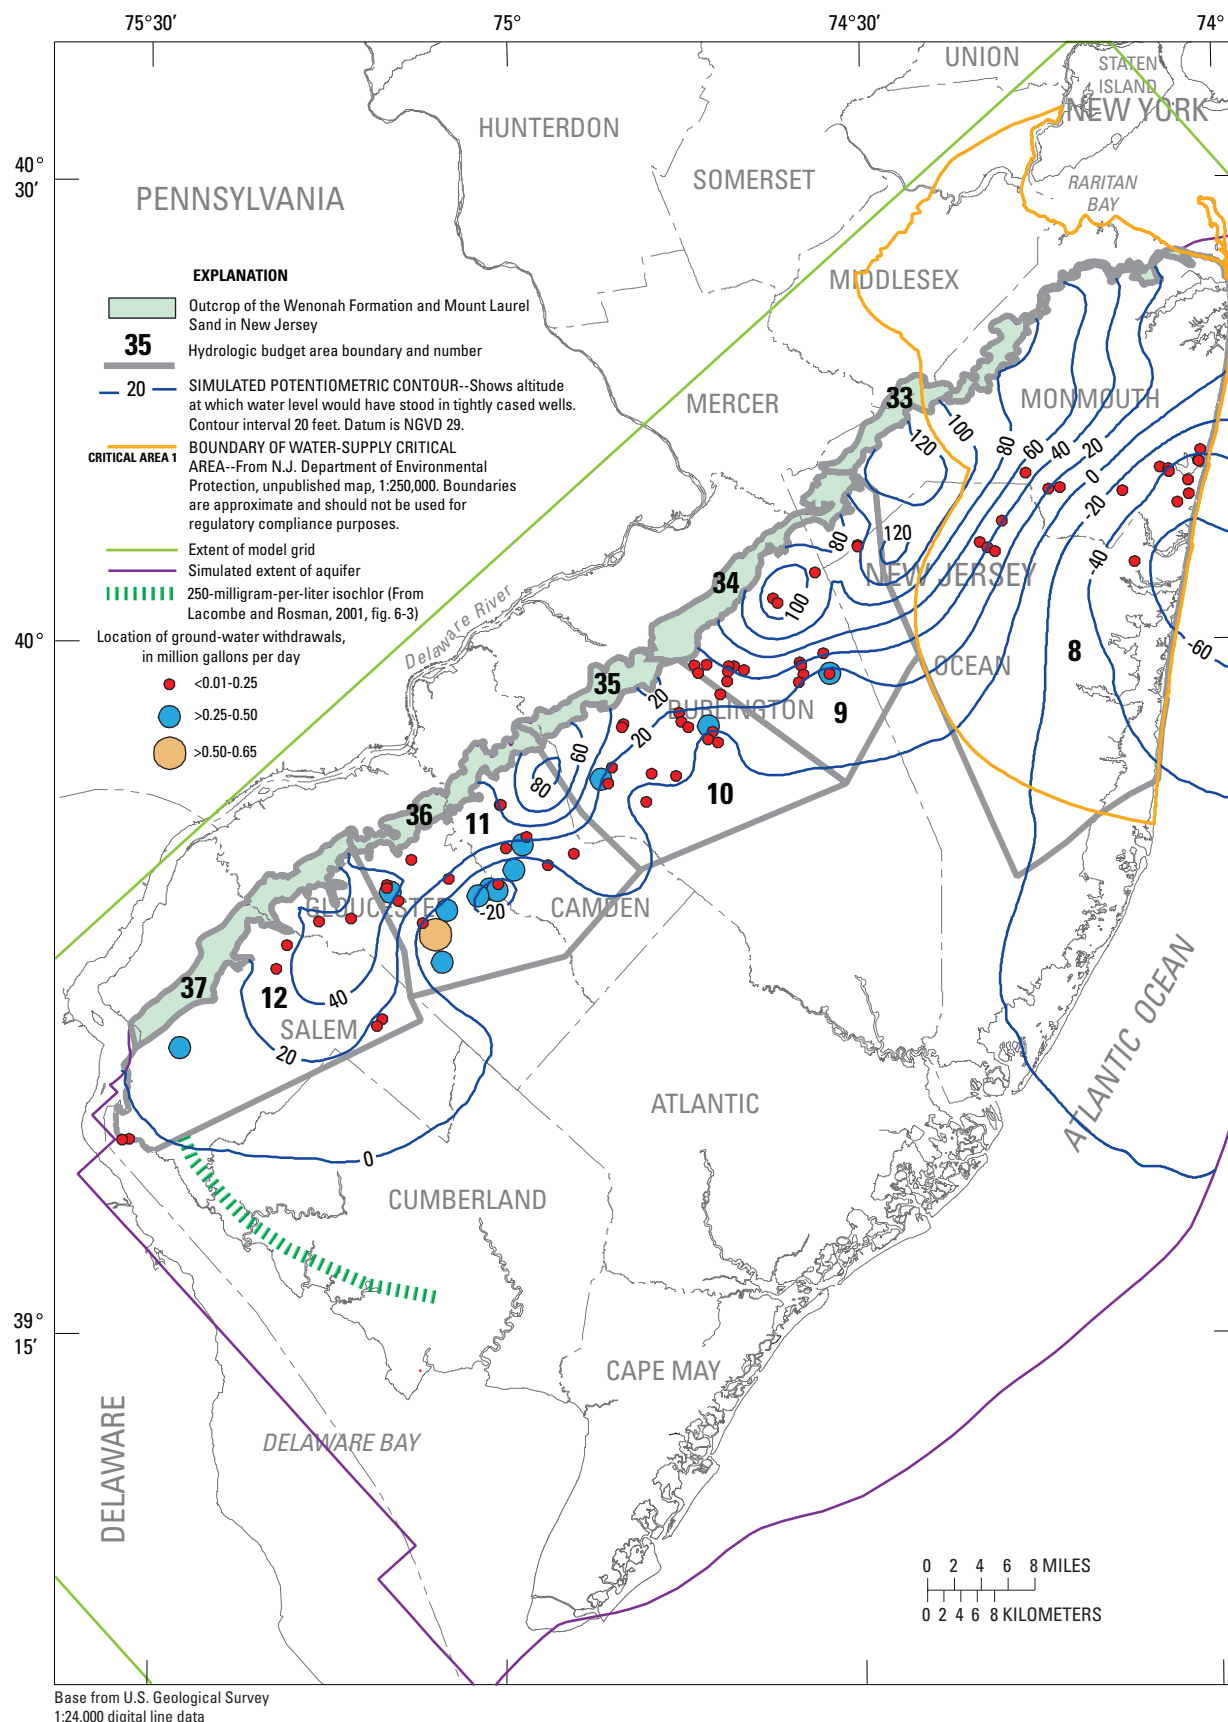 75°30'
75°
74°30'
74°
UNION
STATEN
ISLAND
NEW YORK
HUNTERDON
40°
30'
SOMERSET
RARITAN
BAY
PENNSYLVANIA
MIDDLESEX
EXPLANATION
Outcrop of the Wenonah Formation and Mount Laurel
Sand in New Jersey
35
Hydrologic budget area boundary and number
20
SIMULATED POTENTIOMETRIC CONTOUR--Shows altitude
at which water level would have stood in tightly cased wells.
Contour interval 20 feet. Datum is NGVD 29.
CRITICAL AREA 1
BOUNDARY OF WATER-SUPPLY CRITICAL
AREA--From N.J. Department of Environmental
Protection, unpublished map, 1:250,000. Boundaries
are approximate and should not be used for
regulatory compliance purposes.
Extent of model grid
Simulated extent of aquifer
250-milligram-per-liter isochlor (From
Lacombe and Rosman, 2001, fig. 6-3)
Location of ground-water withdrawals,
in million gallons per day
<0.01-0.25
>0.25-0.50
>0.50-0.65
MERCER
33
MONMOUTH
100
120
80
60
40
20
0
-20
-40
-60
80
120
NEW JERSEY
34
100
Delaware River
40°
8
OCEAN
35
20
BURLINGTON
9
20
60
80
10
36
11
GLOUCESTER
-20
CAMDEN
37
12
40
SALEM
20
ATLANTIC OCEAN
ATLANTIC
0
CUMBERLAND
39°
15'
CAPE MAY
DELAWARE
DELAWARE BAY
0 2 4 6 8 MILES
0 2 4 6 8 KILOMETERS
Base from U.S. Geological Survey
1:24,000 digital line data